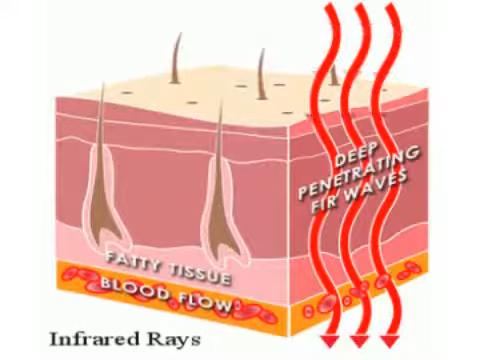 DEEP
PENETRATING
FIR WAVES
FATTY TISSUE
BLOOD FLOW
Infrared Rays